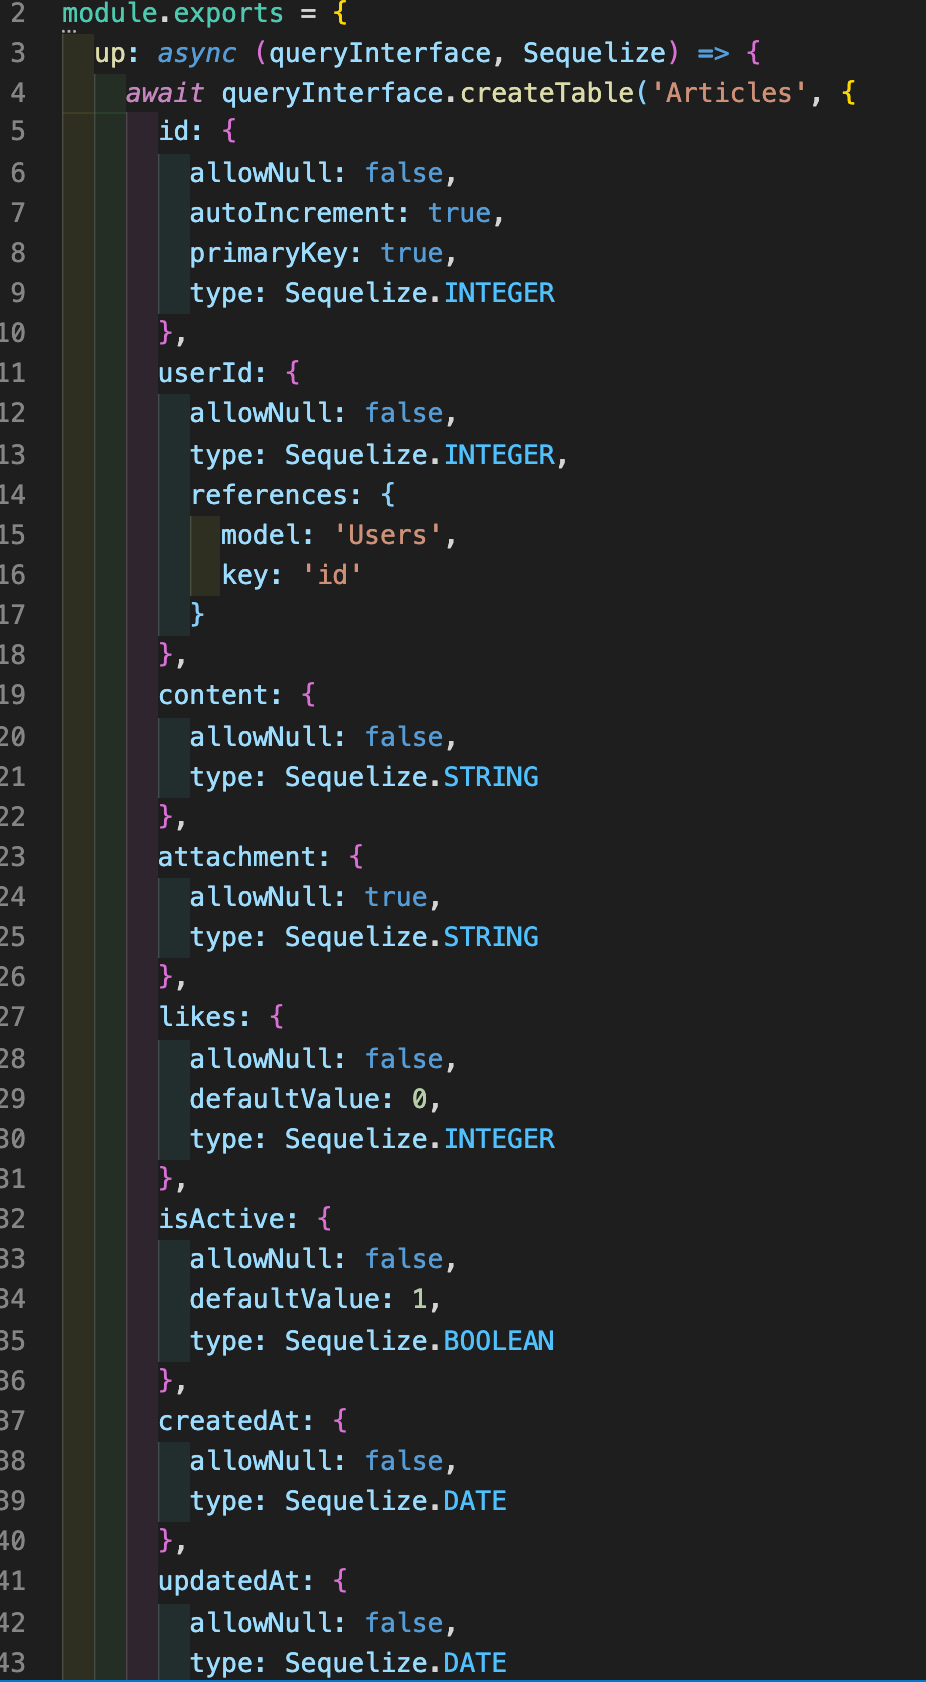 2 module.exports = {
3 up: async (queryInterface, Sequelize) => {
4 await queryInterface.createTable('Articles', {
5 id: {
6 allowNull: false,
7 autoIncrement: true,
8 primaryKey: true,
9 type: Sequelize.INTEGER
10 },
11 userId: {
12 allowNull: false,
13 type: Sequelize.INTEGER,
14 references: {
15 model: 'Users',
16 key: 'id'
17 }
18 },
19 content: {
20 allowNull: false,
21 type: Sequelize.STRING
22 },
23 attachment: {
24 allowNull: true,
25 type: Sequelize.STRING
26 },
27 likes: {
28 allowNull: false,
29 defaultValue: 0,
30 type: Sequelize.INTEGER
31 },
32 isActive: {
33 allowNull: false,
34 defaultValue: 1,
35 type: Sequelize.BOOLEAN
36 },
37 createdAt: {
38 allowNull: false,
39 type: Sequelize.DATE
40 },
41 updatedAt: {
42 allowNull: false,
43 type: Sequelize.DATE